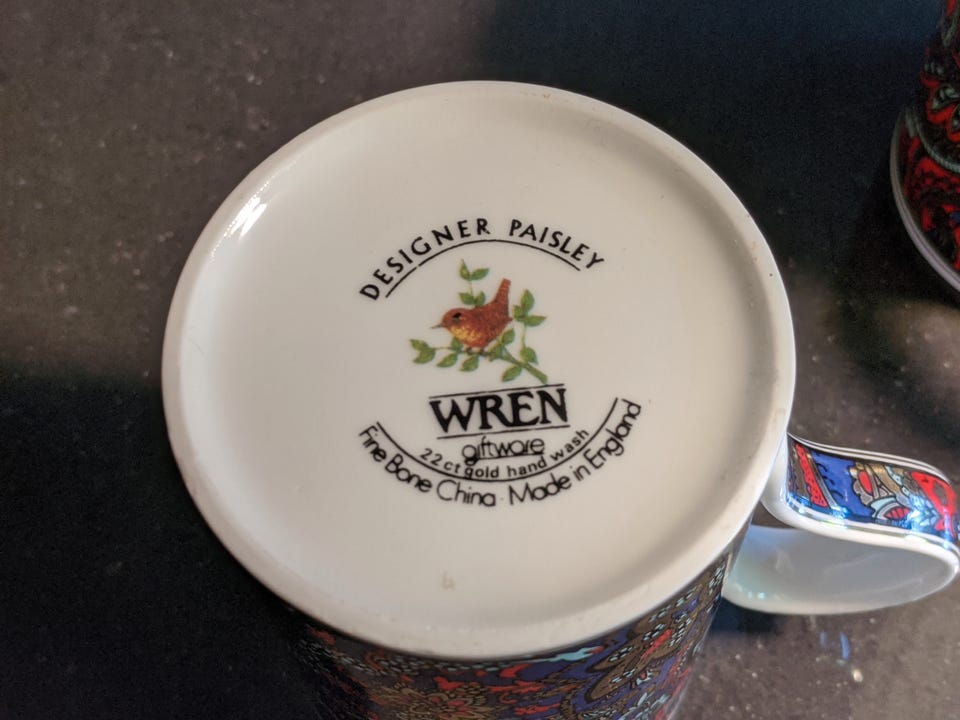 DESIGNER PAISLEY
WREN
giftware
22 ct gold hand wash
Fine Bone China · Made in England